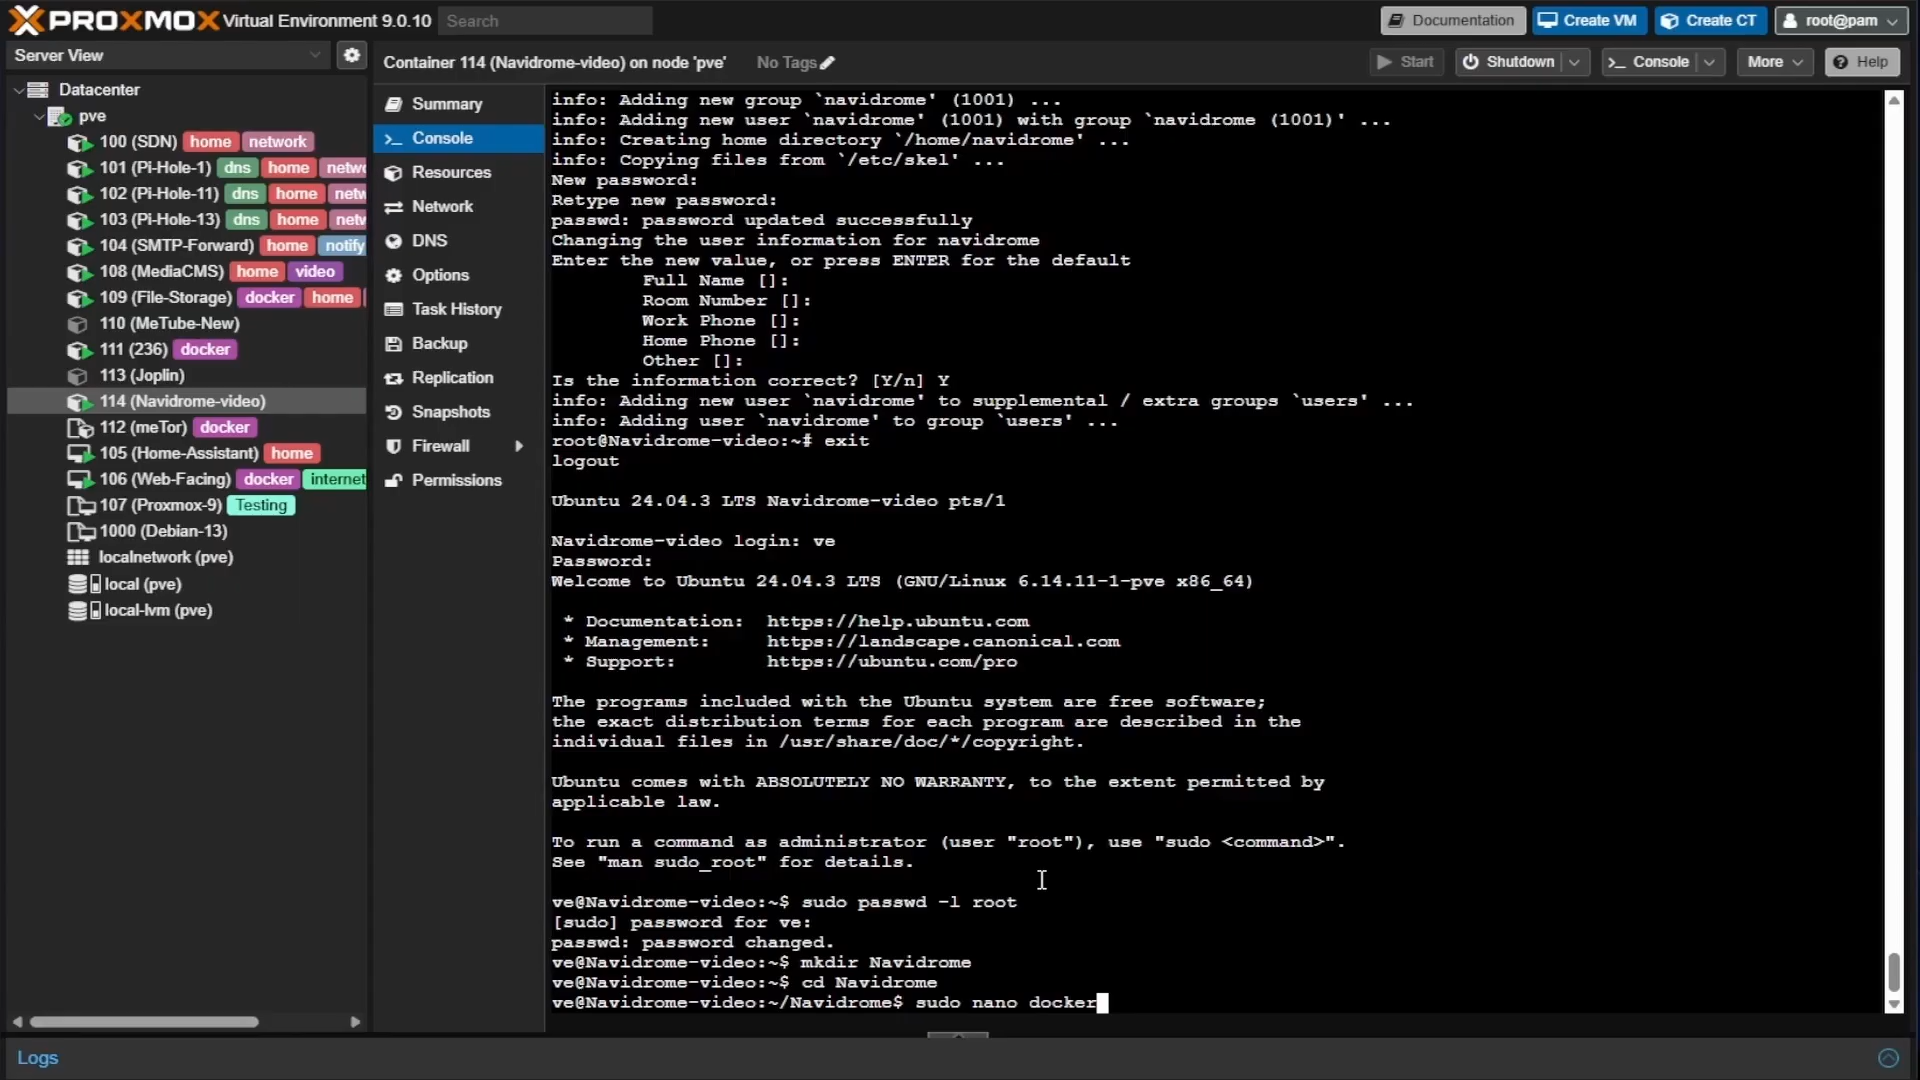 PROXMOX Virtual Environment 9.0.10 Search Documentation Create VM Create CT root@pam
Server View
Container 114 (Navidrome-video) on node 'pve' No Tags Start Shutdown Console More Help
Datacenter
pve
100 (SDN) home network
101 (Pi-Hole-1) dns home netwo
102 (Pi-Hole-11) dns home netw
103 (Pi-Hole-13) dns home netw
104 (SMTP-Forward) home notify
108 (MediaCMS) home video
109 (File-Storage) docker home
110 (MeTube-New)
111 (236) docker
113 (Joplin)
114 (Navidrome-video)
112 (meTor) docker
105 (Home-Assistant) home
106 (Web-Facing) docker internet
107 (Proxmox-9) Testing
1000 (Debian-13)
localnetwork (pve)
local (pve)
local-lvm (pve)
Summary
Console
Resources
Network
DNS
Options
Task History
Backup
Replication
Snapshots
Firewall
Permissions
info: Adding new group `navidrome' (1001) ...
info: Adding new user `navidrome' (1001) with group `navidrome (1001)' ...
info: Creating home directory `/home/navidrome' ...
info: Copying files from `/etc/skel' ...
New password:
Retype new password:
passwd: password updated successfully
Changing the user information for navidrome
Enter the new value, or press ENTER for the default
Full Name []:
Room Number []:
Work Phone []:
Home Phone []:
Other []:
Is the information correct? [Y/n] Y
info: Adding new user `navidrome' to supplemental / extra groups `users' ...
info: Adding user `navidrome' to group `users' ...
root@Navidrome-video:~# exit
logout
Ubuntu 24.04.3 LTS Navidrome-video pts/1
Navidrome-video login: ve
Password:
Welcome to Ubuntu 24.04.3 LTS (GNU/Linux 6.14.11-1-pve x86_64)
* Documentation: https://help.ubuntu.com
* Management: https://landscape.canonical.com
* Support: https://ubuntu.com/pro
The programs included with the Ubuntu system are free software;
the exact distribution terms for each program are described in the
individual files in /usr/share/doc/*/copyright.
Ubuntu comes with ABSOLUTELY NO WARRANTY, to the extent permitted by
applicable law.
To run a command as administrator (user "root"), use "sudo <command>".
See "man sudo_root" for details.
ve@Navidrome-video:~$ sudo passwd -l root
[sudo] password for ve:
passwd: password changed.
ve@Navidrome-video:~$ mkdir Navidrome
ve@Navidrome-video:~$ cd Navidrome
ve@Navidrome-video:~/Navidrome$ sudo nano docker
Logs